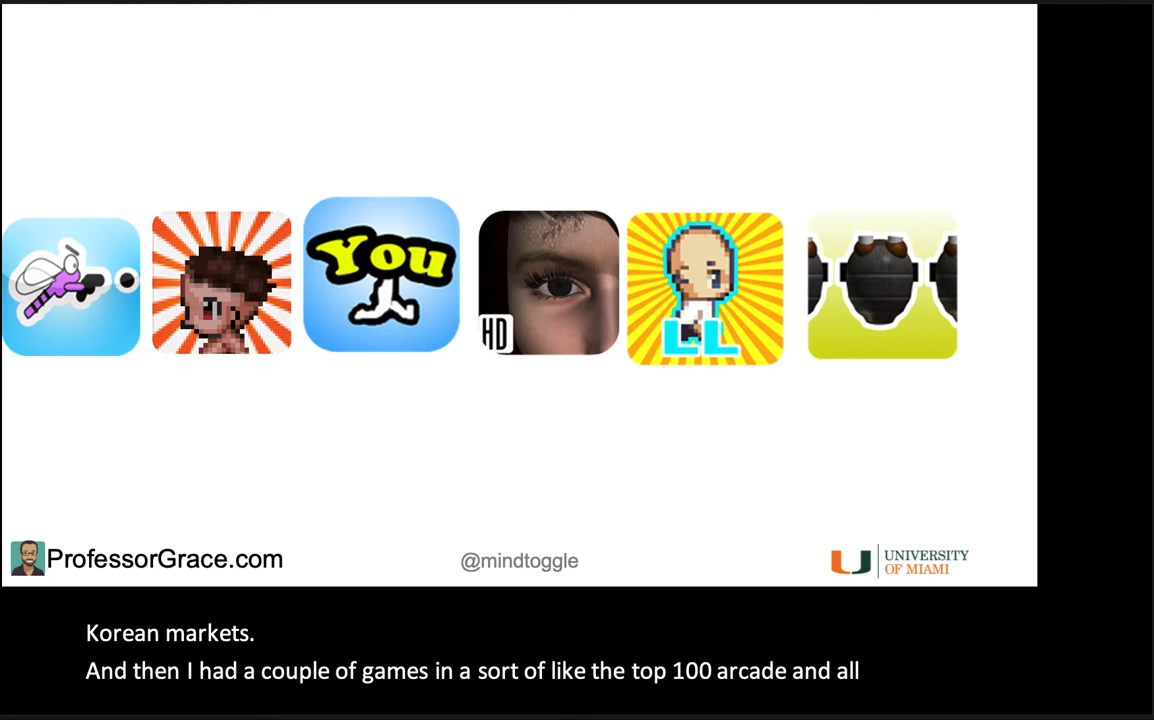 You
HD
LL
ProfessorGrace.com
@mindtoggle
UNIVERSITY
OF MIAMI
Korean markets.
And then I had a couple of games in a sort of like the top 100 arcade and all